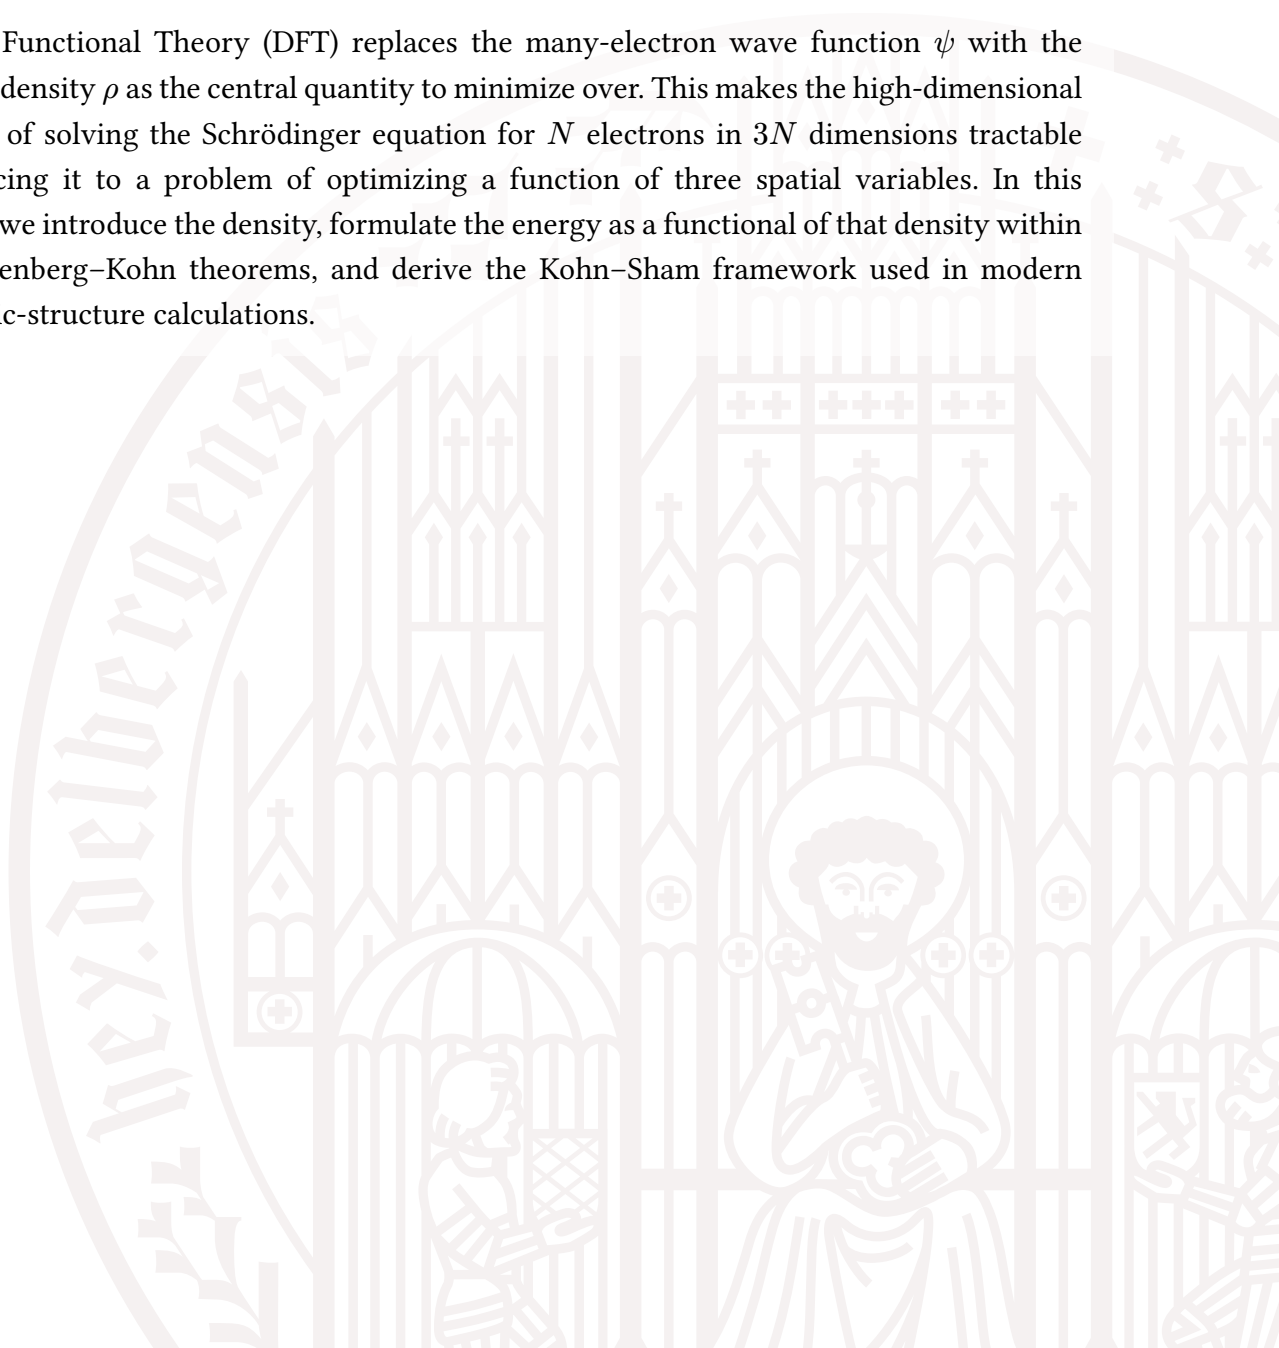 Functional Theory (DFT) replaces the many-electron wave function ψ with the
density ρ as the central quantity to minimize over. This makes the high-dimensional
of solving the Schrödinger equation for N electrons in 3N dimensions tractable
cing it to a problem of optimizing a function of three spatial variables. In this
we introduce the density, formulate the energy as a functional of that density within
enberg–Kohn theorems, and derive the Kohn–Sham framework used in modern
c-structure calculations.
hey.delbergensis
S